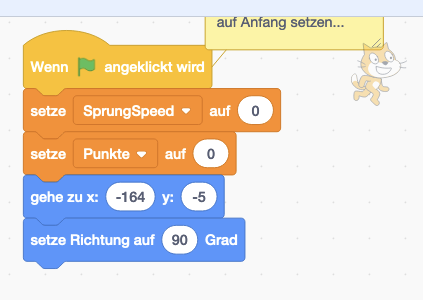 auf Anfang setzen...
Wenn angeklickt wird
setze SprungSpeed auf 0
setze Punkte auf 0
gehe zu x: -164 y: -5
setze Richtung auf 90 Grad